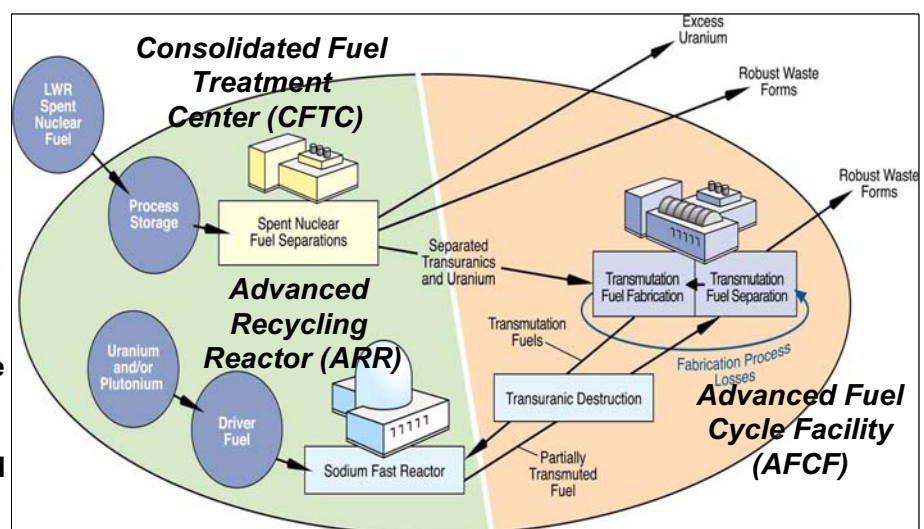 Consolidated Fuel
Treatment
Center (CFTC)
Excess
Uranium
Robust Waste
Forms
LWR
Spent
Nuclear
Fuel
Process
Storage
Spent Nuclear
Fuel Separations
Robust Waste
Forms
Separated
Transuranics
and Uranium
Transmutation
Fuel Fabrication
Transmutation
Fuel Separation
Advanced
Recycling
Reactor (ARR)
Transmutation
Fuels
Fabrication Process
Losses
Uranium
and/or
Plutonium
e
Transuranic Destruction
Advanced Fuel
Cycle Facility
(AFCF)
Driver
Fuel
Sodium Fast Reactor
Partially
Transmuted
Fuel